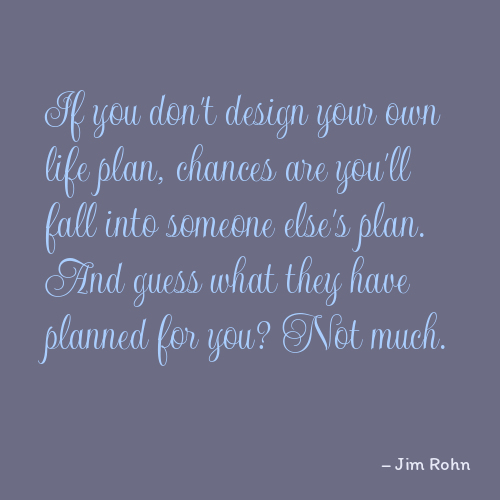 If you don't design your own
life plan, chances are you'll
fall into someone else's plan.
And guess what they have
planned for you? Not much.
– Jim Rohn